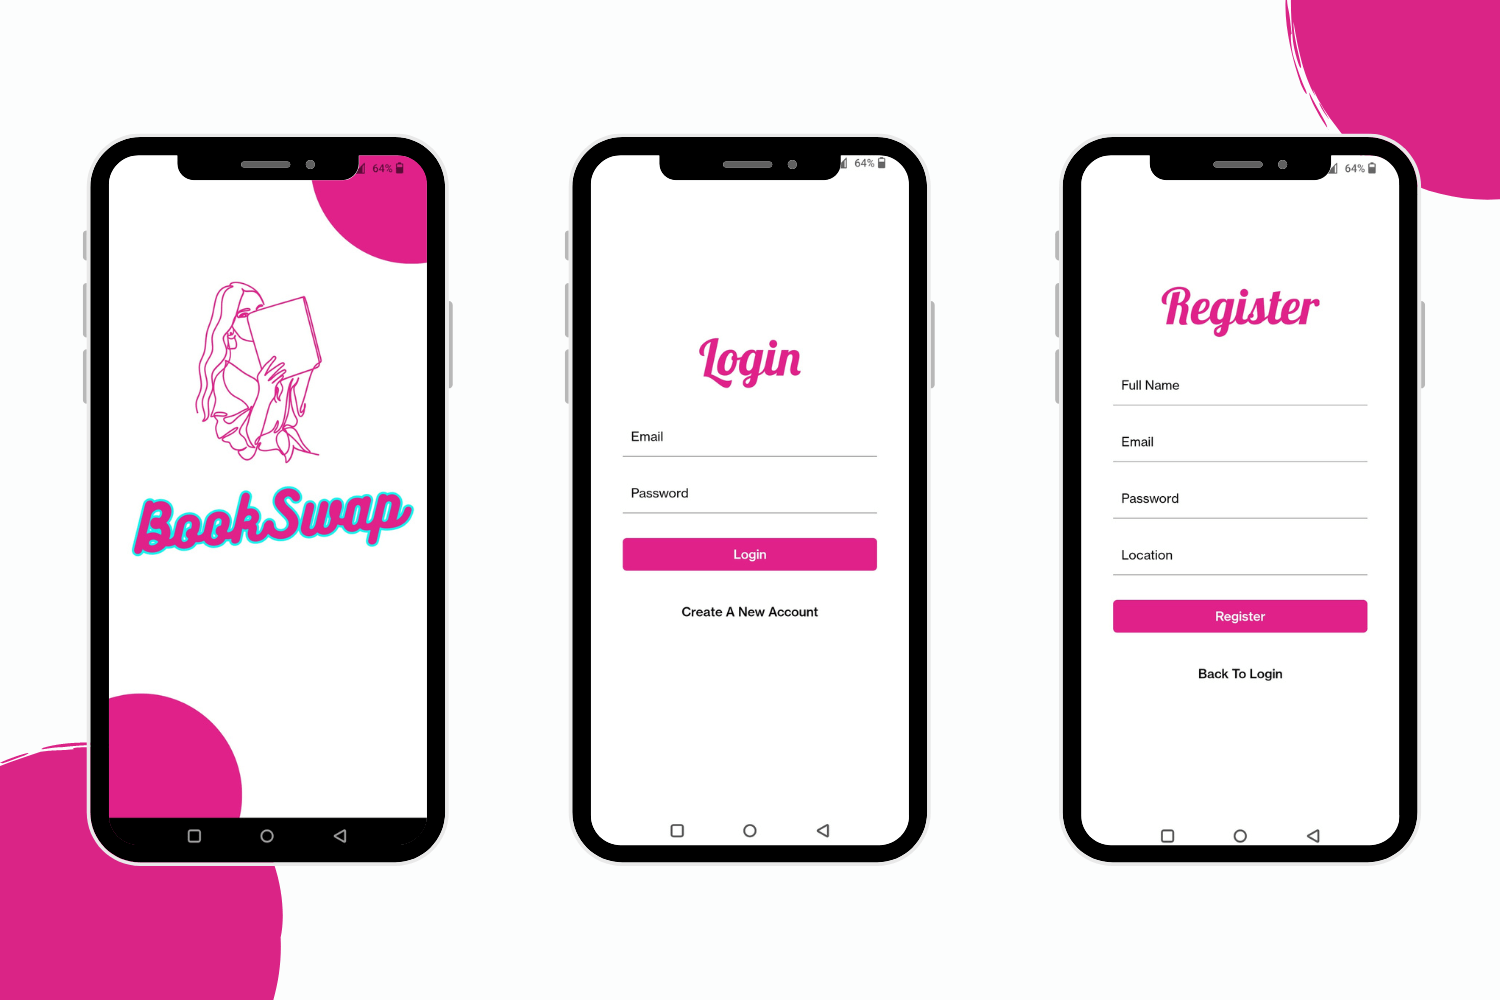 64%
BookSwap
64%
Login
Email
Password
Login
Create A New Account
64%
Register
Full Name
Email
Password
Location
Register
Back To Login